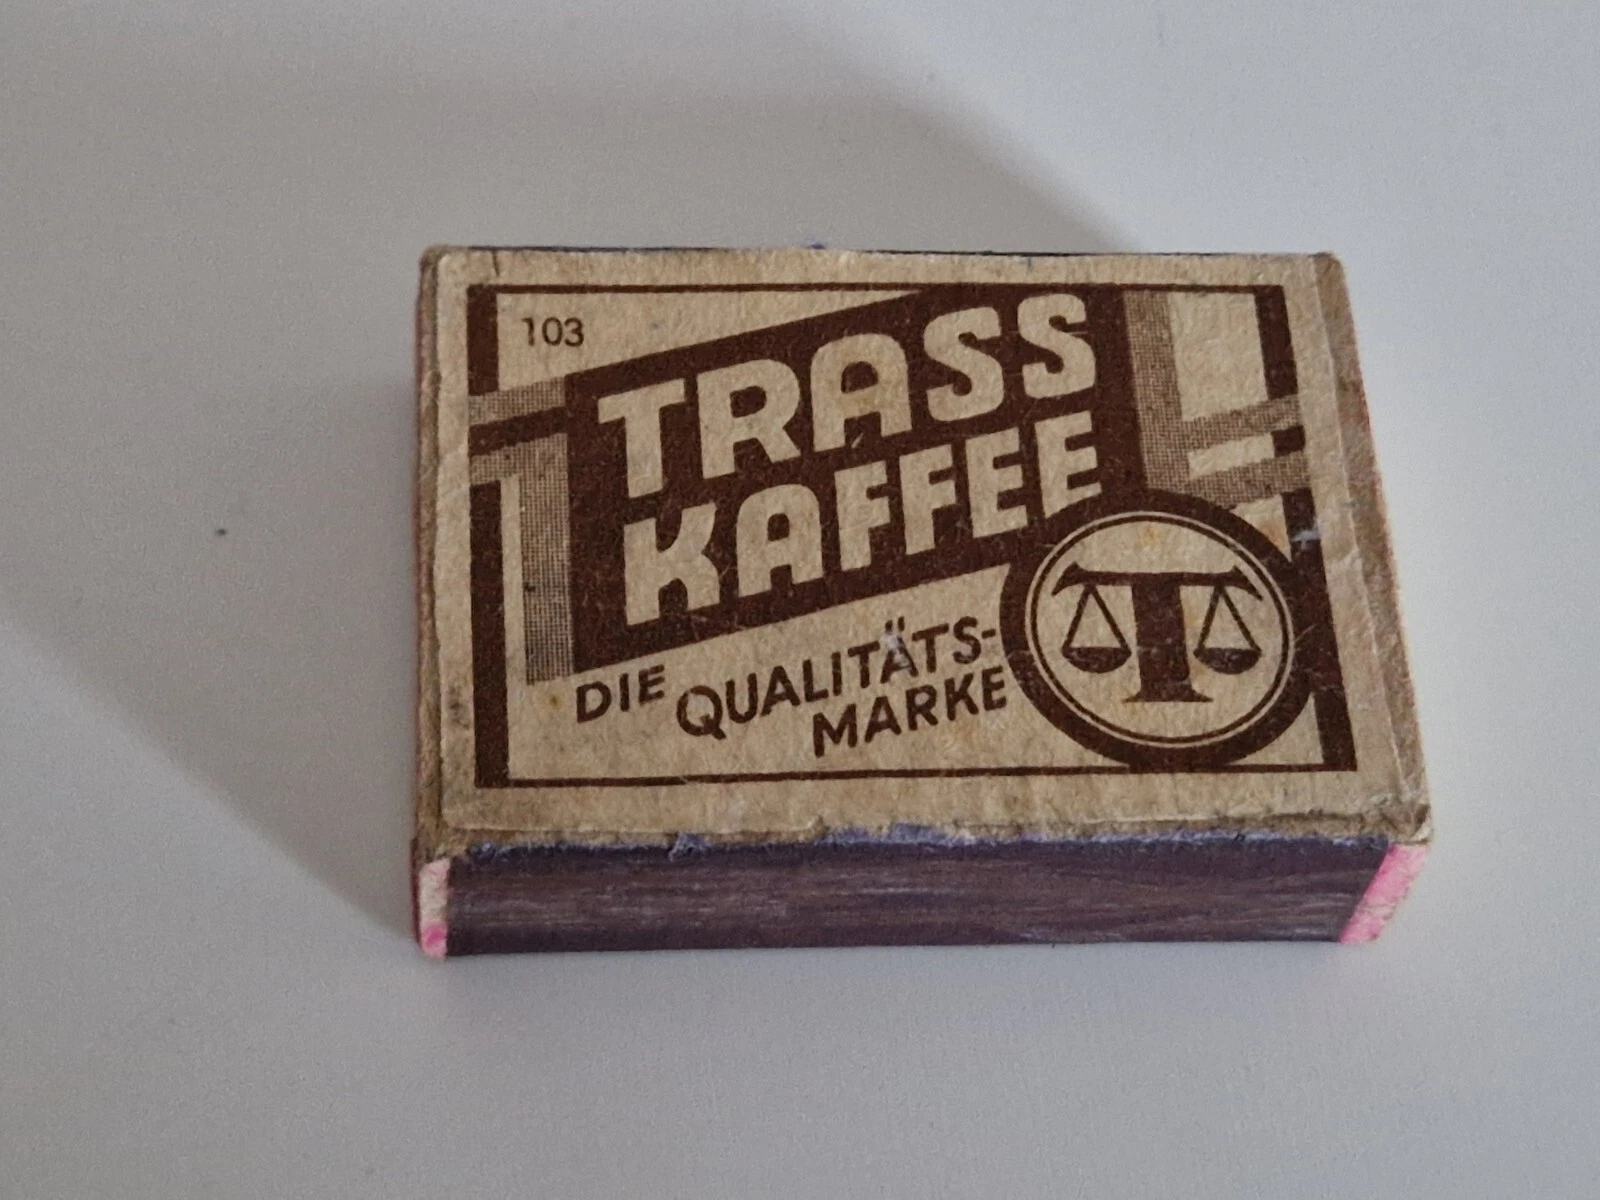 103
TRASS
KAFFEE
DIE QUALITÄTS-
MARKE
T